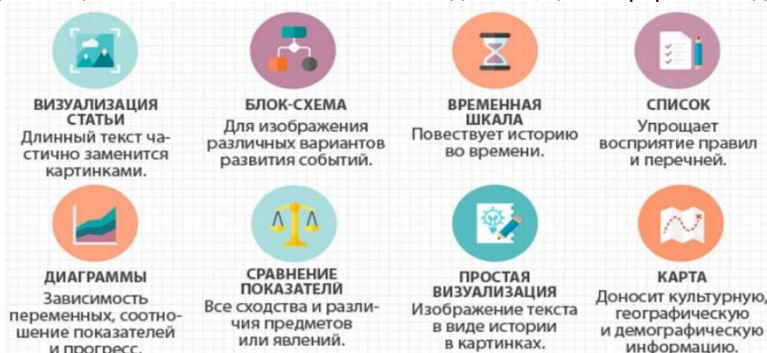 ВИЗУАЛИЗАЦИЯ
СТАТЬИ
Длинный текст ча-
стично заменится
картинками.
БЛОК-СХЕМА
Для изображения
различных вариантов
развития событий.
ВРЕМЕННАЯ
ШКАЛА
Повествует историю
во времени.
СПИСОК
Упрощает
восприятие правил
и перечней.
ДИАГРАММЫ
Зависимость
переменных, соотно-
шение показателей
и прогресс.
СРАВНЕНИЕ
ПОКАЗАТЕЛЙ
Все сходства и разли-
чия предметов
или явлений.
ПРОСТАЯ
ВИЗУАЛИЗАЦИЯ
Изображение текста
в виде истории
в картинках.
КАРТА
Доносит культурную,
географическую
и демографическую
информацию.